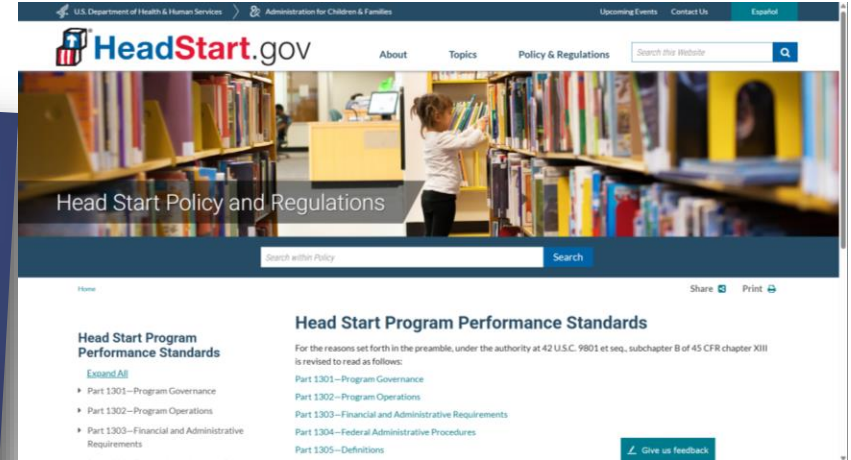 U.S. Department of Health & Human Services
Administration for Children & Families
Upcoming Events
Contact Us
Español
HeadStart.gov
About
Topics
Policy & Regulations
Search this Website
Head Start Policy and Regulations
Search within Policy
Search
Home
Share
Print
Head Start Program
Performance Standards
Expand All
Part 1301—Program Governance
Part 1302—Program Operations
Part 1303—Financial and Administrative
Requirements
Head Start Program Performance Standards
For the reasons set forth in the preamble, under the authority at 42 U.S.C. 9801 et seq., subchapter B of 45 CFR chapter XIII
is revised to read as follows:
Part 1301—Program Governance
Part 1302—Program Operations
Part 1303—Financial and Administrative Requirements
Part 1304—Federal Administrative Procedures
Part 1305—Definitions
Give us feedback